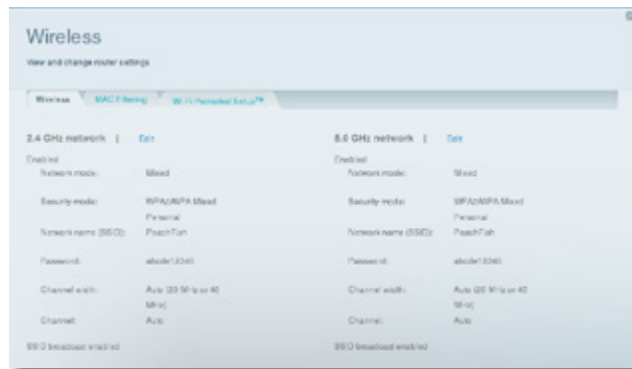 Wireless
View and change router settings
Wireless MAC Filtering Wi-Fi Protected Setup™
2.4 GHz network | Edit
Enabled
Network mode: Mixed
Security mode: WPA2/WPA Mixed
Personal
Network name (SSID): PeachFish
Password: abcde12345
Channel width: Auto (20 MHz or 40
MHz)
Channel: Auto
SSID broadcast enabled
5.0 GHz network | Edit
Enabled
Network mode: Mixed
Security mode: WPA2/WPA Mixed
Personal
Network name (SSID): PeachFish
Password: abcde12345
Channel width: Auto (20 MHz or 40
MHz)
Channel: Auto
SSID broadcast enabled